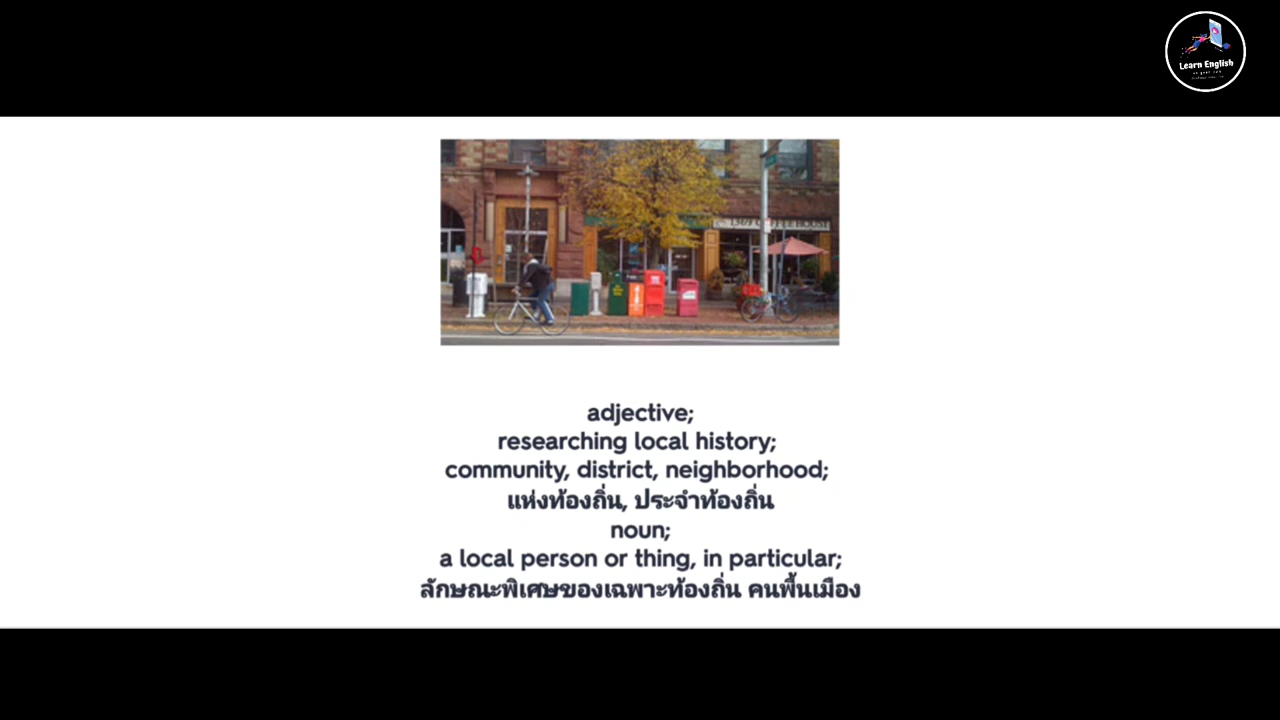 Learn English
adjective;
researching local history;
community, district, neighborhood;
แห่งท้องถิ่น, ประจำท้องถิ่น
noun;
a local person or thing, in particular;
ลักษณะพิเศษของเฉพาะท้องถิ่น คนพื้นเมือง